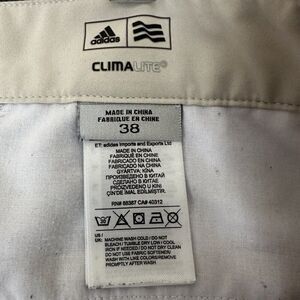 adidas
CLIMALITE®
MADE IN CHINA
FABRIQUE EN CHINE
38
ET: adidas Imports and Exports Ltd
MADE IN CHINA
FABRIQUÉ EN CHINE
FABRICADO EN CHINA
FABRICADO NA CHINA
GYÁRTVA: KÍNA
ПРОИЗВЕДЕНО В КИТАЙ
СДЕЛАНО В КИТАЕ
PROIZVEDENO U KINI
ÇİN'DE İMAL EDİLMİŞTİR.
RN# 88387 CA# 40312
US:
UK:
MACHINE WASH COLD / DO NOT
BLEACH / TUMBLE DRY LOW / COOL
IRON IF NEEDED / DO NOT DRY CLEAN
DO NOT USE FABRIC SOFTENER/
WASH WITH LIKE COLORS/REMOVE
PROMPTLY AFTER WASH